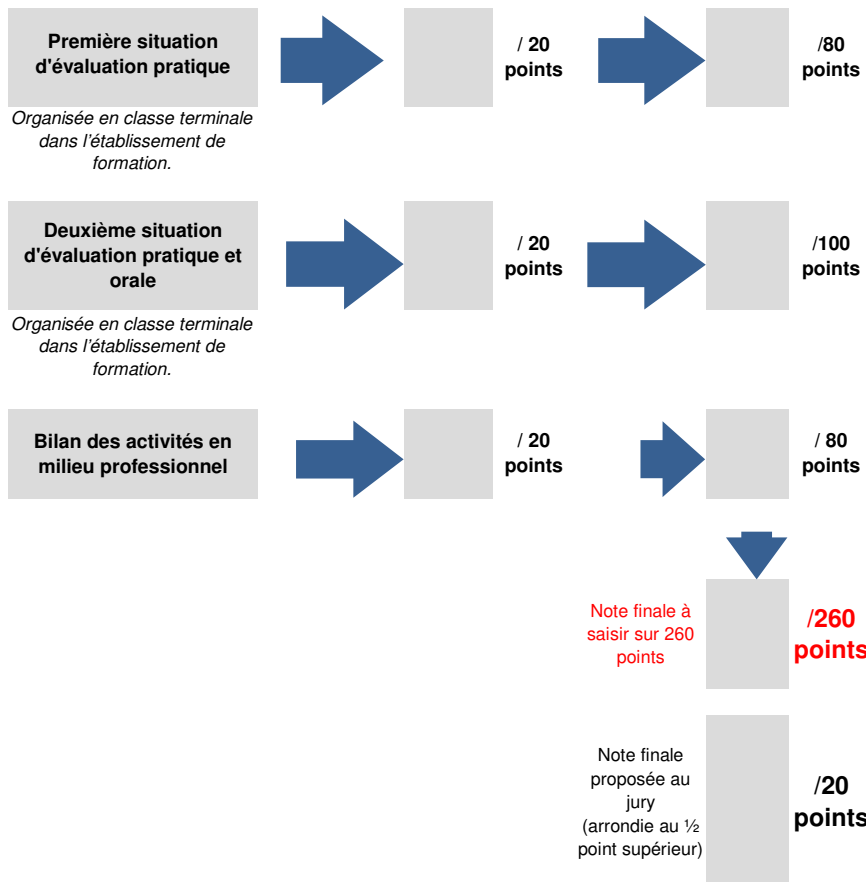 Première situation
d'évaluation pratique
/ 20
points
/80
points
Organisée en classe terminale
dans l'établissement de
formation.
Deuxième situation
d'évaluation pratique et
orale
/ 20
points
/100
points
Organisée en classe terminale
dans l'établissement de
formation.
Bilan des activités en
milieu professionnel
/ 20
points
/ 80
points
Note finale à
saisir sur 260
points
/260
points
Note finale
proposée au
jury
(arrondie au ½
point supérieur)
/20
points